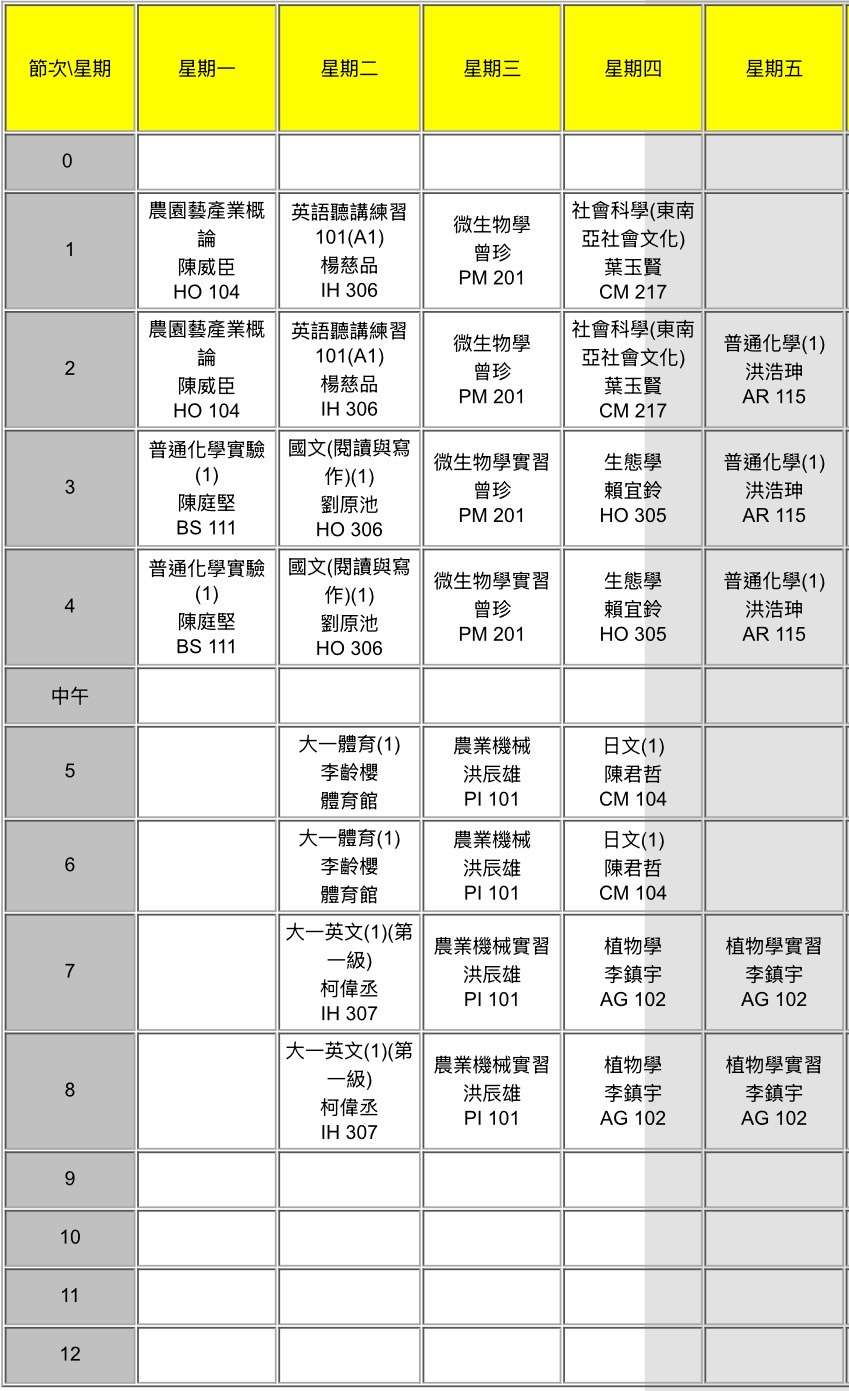 節次\星期
星期一
星期二
星期三
星期四
星期五
0
1
農園藝產業概
論
陳威臣
HO 104
英語聽講練習
101(A1)
楊慈品
IH 306
微生物學
曾珍
PM 201
社會科學(東南
亞社會文化)
葉玉賢
CM 217
2
農園藝產業概
論
陳威臣
HO 104
英語聽講練習
101(A1)
楊慈品
IH 306
微生物學
曾珍
PM 201
社會科學(東南
亞社會文化)
葉玉賢
CM 217
普通化學(1)
洪浩珅
AR 115
3
普通化學實驗
(1)
陳庭堅
BS 111
國文(閱讀與寫
作)(1)
劉原池
HO 306
微生物學實習
曾珍
PM 201
生態學
賴宜鈴
HO 305
普通化學(1)
洪浩珅
AR 115
4
普通化學實驗
(1)
陳庭堅
BS 111
國文(閱讀與寫
作)(1)
劉原池
HO 306
微生物學實習
曾珍
PM 201
生態學
賴宜鈴
HO 305
普通化學(1)
洪浩珅
AR 115
中午
5
大一體育(1)
李齡櫻
體育館
農業機械
洪辰雄
PI 101
日文(1)
陳君哲
CM 104
6
大一體育(1)
李齡櫻
體育館
農業機械
洪辰雄
PI 101
日文(1)
陳君哲
CM 104
7
大一英文(1)(第
一級)
柯偉丞
IH 307
農業機械實習
洪辰雄
PI 101
植物學
李鎮宇
AG 102
植物學實習
李鎮宇
AG 102
8
大一英文(1)(第
一級)
柯偉丞
IH 307
農業機械實習
洪辰雄
PI 101
植物學
李鎮宇
AG 102
植物學實習
李鎮宇
AG 102
9
10
11
12